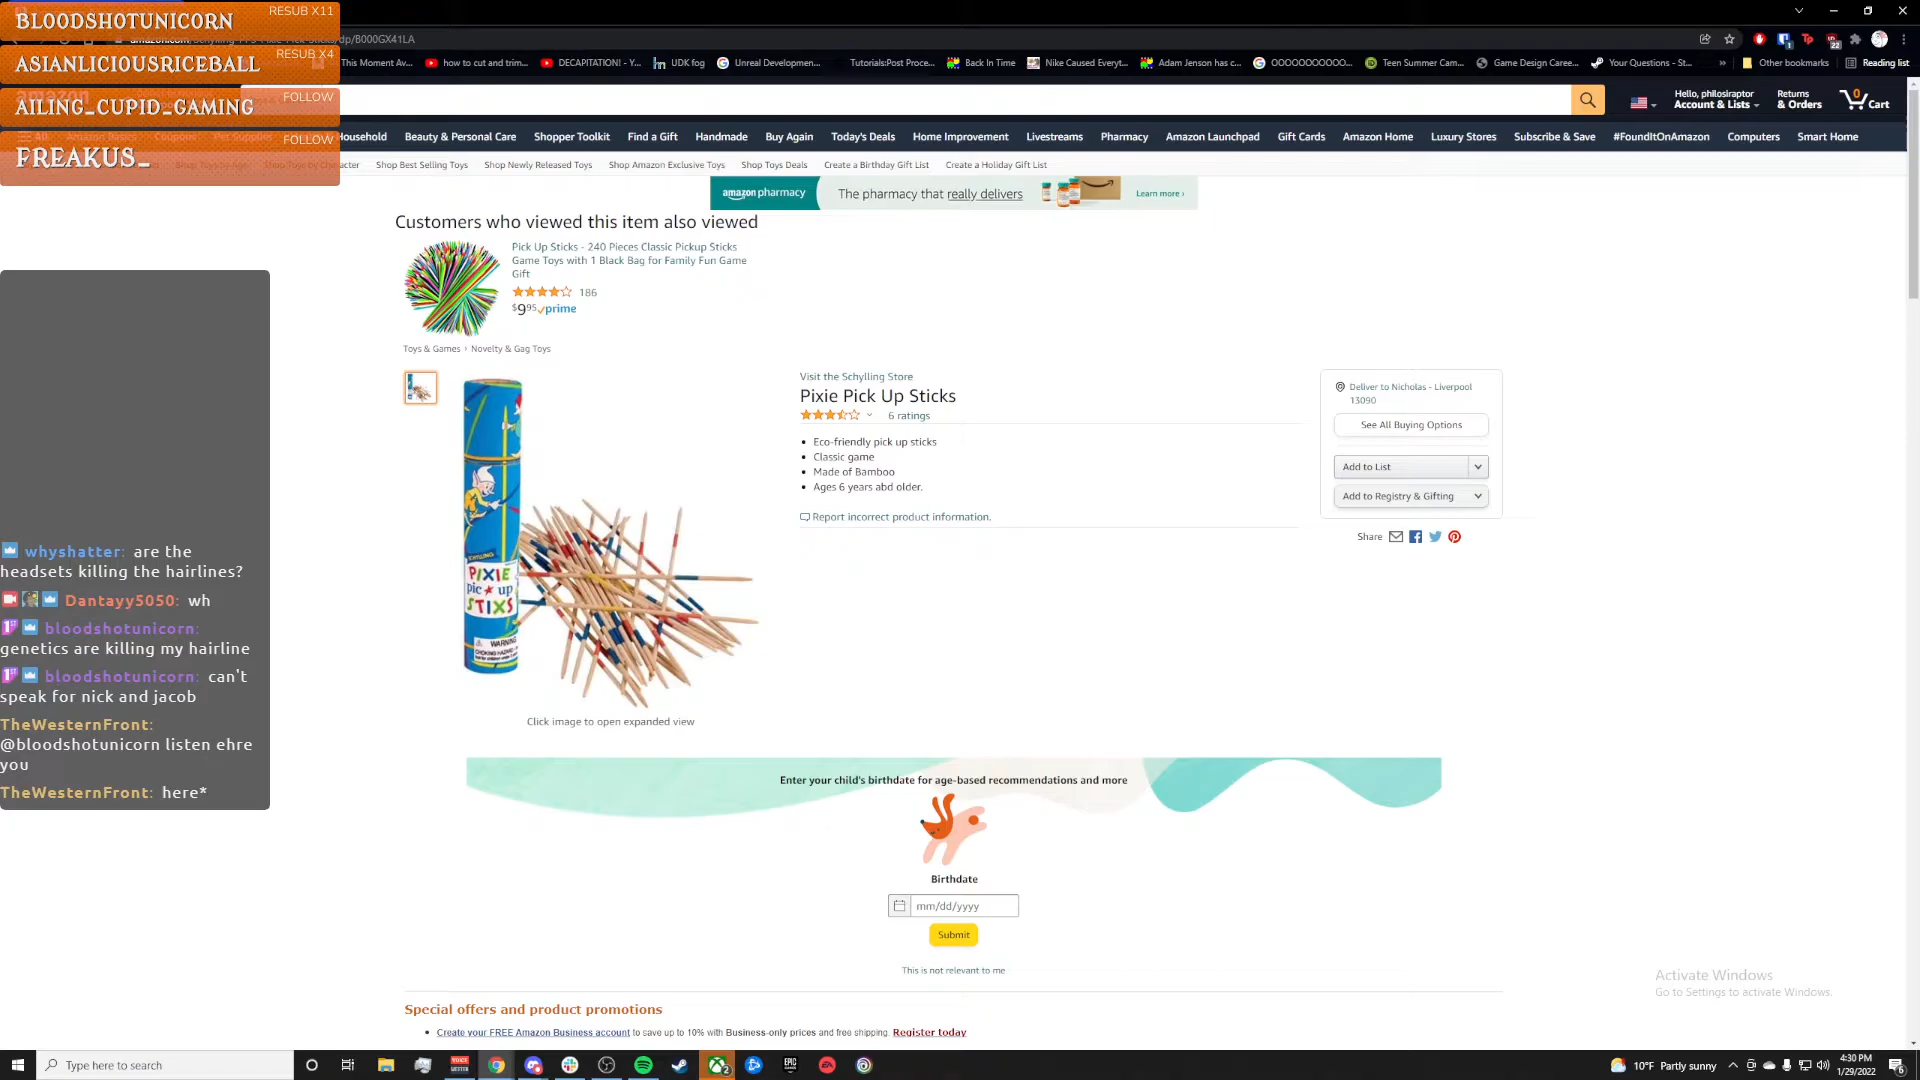 BLOODSHOTUNICORN
RESUB X11
ASIANLICIOUSRICEBALL
RESUB X4
AILING_CUPID_GAMING
FOLLOW
FREAKUS_
FOLLOW
This Moment Av...
how to cut and trim...
DECAPITATION! - Y...
UDK fog
Unreal Developmen...
Tutorials:Post Proce...
Back In Time
Nike Caused Everyt...
Adam Jenson has c...
OOOOOOOOOOO...
Teen Summer Cam...
Game Design Caree...
Your Questions - St...
»
Other bookmarks
Reading list
Hello, philosiraptor
Account & Lists
Returns
& Orders
0
Cart
Household
Beauty & Personal Care
Shopper Toolkit
Find a Gift
Handmade
Buy Again
Today's Deals
Home Improvement
Livestreams
Pharmacy
Amazon Launchpad
Gift Cards
Amazon Home
Luxury Stores
Subscribe & Save
#FoundItOnAmazon
Computers
Smart Home
Shop Best Selling Toys
Shop Newly Released Toys
Shop Amazon Exclusive Toys
Shop Toys Deals
Create a Birthday Gift List
Create a Holiday Gift List
amazon pharmacy
The pharmacy that really delivers
Learn more ›
Customers who viewed this item also viewed
Pick Up Sticks - 240 Pieces Classic Pickup Sticks
Game Toys with 1 Black Bag for Family Fun Game
Gift
186
$9.95 prime
Toys & Games › Novelty & Gag Toys
Visit the Schylling Store
Pixie Pick Up Sticks
6 ratings
• Eco-friendly pick up sticks
• Classic game
• Made of Bamboo
• Ages 6 years abd older.
Report incorrect product information.
Deliver to Nicholas - Liverpool
13090
See All Buying Options
Add to List
Add to Registry & Gifting
Share
SCHYLLING
PIXIE
pic★up
STIXS
WARNING
Click image to open expanded view
whyshatter: are the
headsets killing the hairlines?
Dantayy5050: wh
bloodshotunicorn:
genetics are killing my hairline
bloodshotunicorn: can't
speak for nick and jacob
TheWesternFront:
@bloodshotunicorn listen ehre
you
TheWesternFront: here*
Enter your child's birthdate for age-based recommendations and more
Birthdate
mm/dd/yyyy
Submit
This is not relevant to me
Special offers and product promotions
• Create your FREE Amazon Business account to save up to 10% with Business-only prices and free shipping. Register today
Activate Windows
Go to Settings to activate Windows.
Type here to search
EPIC
10°F Partly sunny
4:30 PM
1/29/2022